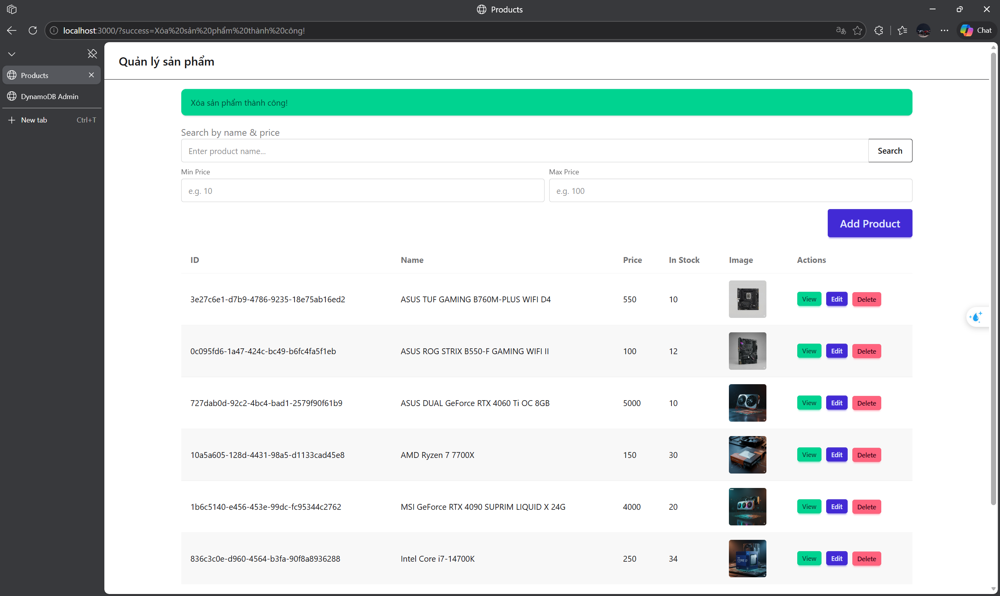 Products
localhost:3000/?success=Xóa%20sản%20phẩm%20thành%20công!
Chat
Products
DynamoDB Admin
New tab Ctrl+T
Quản lý sản phẩm
Xóa sản phẩm thành công!
Search by name & price
Enter product name...
Search
Min Price Max Price
e.g. 10 e.g. 100
Add Product
ID Name Price In Stock Image Actions
3e27c6e1-d7b9-4786-9235-18e75ab16ed2 ASUS TUF GAMING B760M-PLUS WIFI D4 550 10 View Edit Delete
0c095fd6-1a47-424c-bc49-b6fc4fa5f1eb ASUS ROG STRIX B550-F GAMING WIFI II 100 12 View Edit Delete
727dab0d-92c2-4bc4-bad1-2579f90f61b9 ASUS DUAL GeForce RTX 4060 Ti OC 8GB 5000 10 View Edit Delete
10a5a605-128d-4431-98a5-d1133cad45e8 AMD Ryzen 7 7700X 150 30 View Edit Delete
1b6c5140-e456-453e-99dc-fc95344c2762 MSI GeForce RTX 4090 SUPRIM LIQUID X 24G 4000 20 View Edit Delete
836c3c0e-d960-4564-b3fa-90f8a8936288 Intel Core i7-14700K 250 34 CORE i7 View Edit Delete